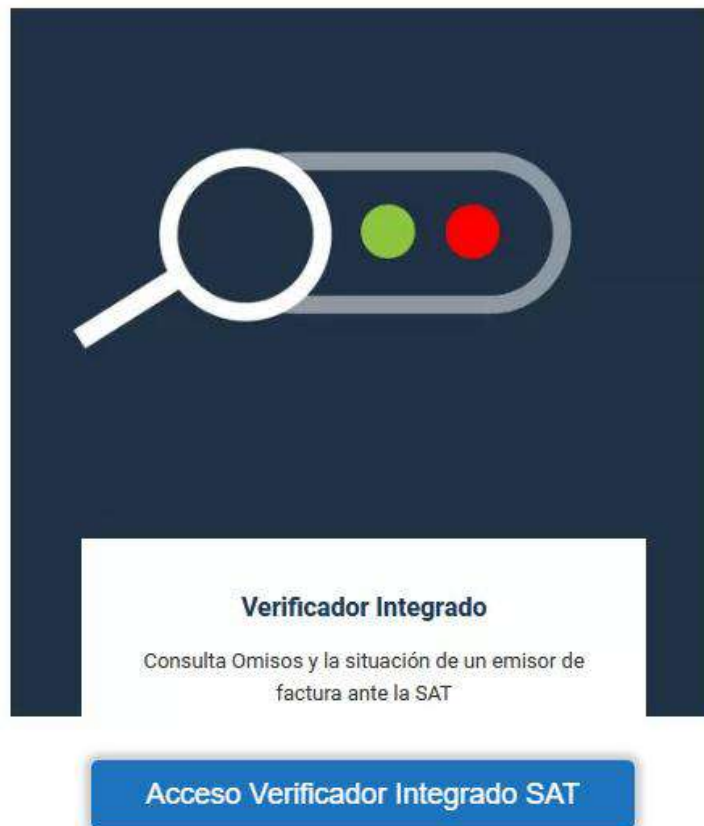 Verificador Integrado
Consulta Omisos y la situación de un emisor de
factura ante la SAT
Acceso Verificador Integrado SAT